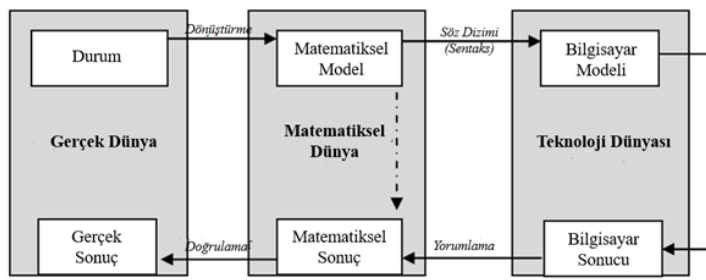 Durum
Dönüştürme
Matematiksel
Model
Söz Dizimi
(Sentaks)
Bilgisayar
Modeli
Gerçek Dünya
Matematiksel
Dünya
Teknoloji Dünyası
Gerçek
Sonuç
Doğrulama
Matematiksel
Sonuç
Yorumlama
Bilgisayar
Sonucu